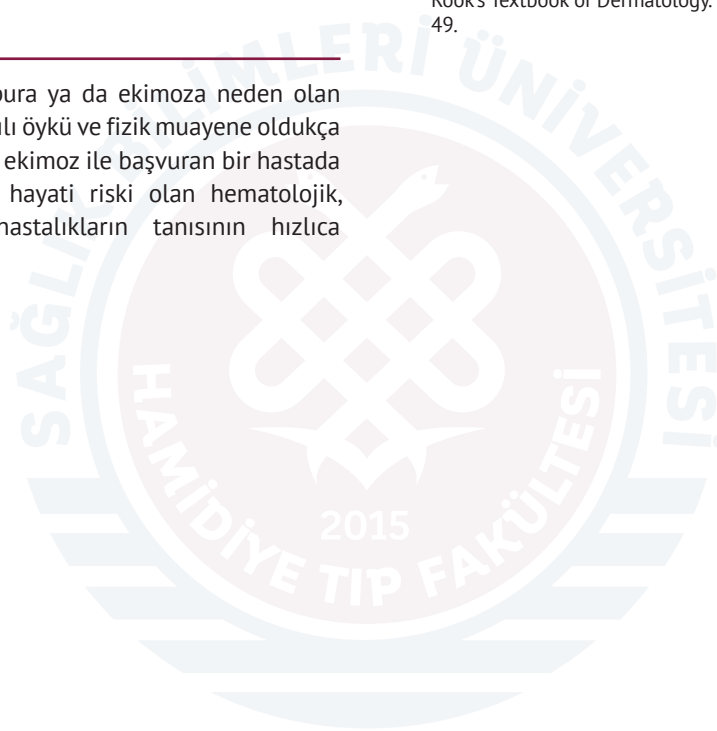 Rook's Textbook of Dermatology.
49.
ura ya da ekimoza neden olan
lı öykü ve fizik muayene oldukça
ekimoz ile başvuran bir hastada
hayati riski olan hematolojik,
hastalıkların tanısının hızlıca
SAĞLIK BİLİMLERİ ÜNİVERSİTESİ
HAMİDİYE TIP FAKÜLTESİ
2015